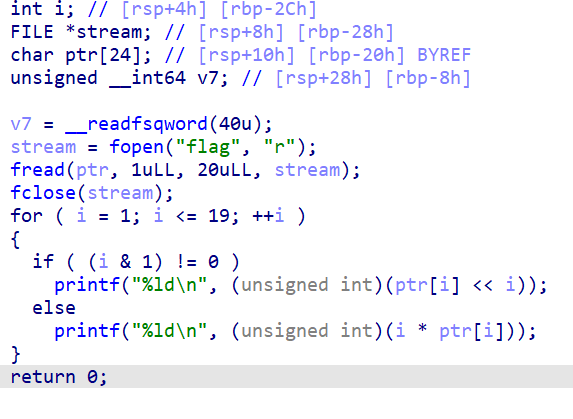 int i; // [rsp+4h] [rbp-2Ch]
FILE *stream; // [rsp+8h] [rbp-28h]
char ptr[24]; // [rsp+10h] [rbp-20h] BYREF
unsigned __int64 v7; // [rsp+28h] [rbp-8h]

v7 = __readfsqword(40u);
stream = fopen("flag", "r");
fread(ptr, 1uLL, 20uLL, stream);
fclose(stream);
for ( i = 1; i <= 19; ++i )
{
  if ( (i & 1) != 0 )
    printf("%ld\n", (unsigned int)(ptr[i] << i));
  else
    printf("%ld\n", (unsigned int)(i * ptr[i]));
}
return 0;